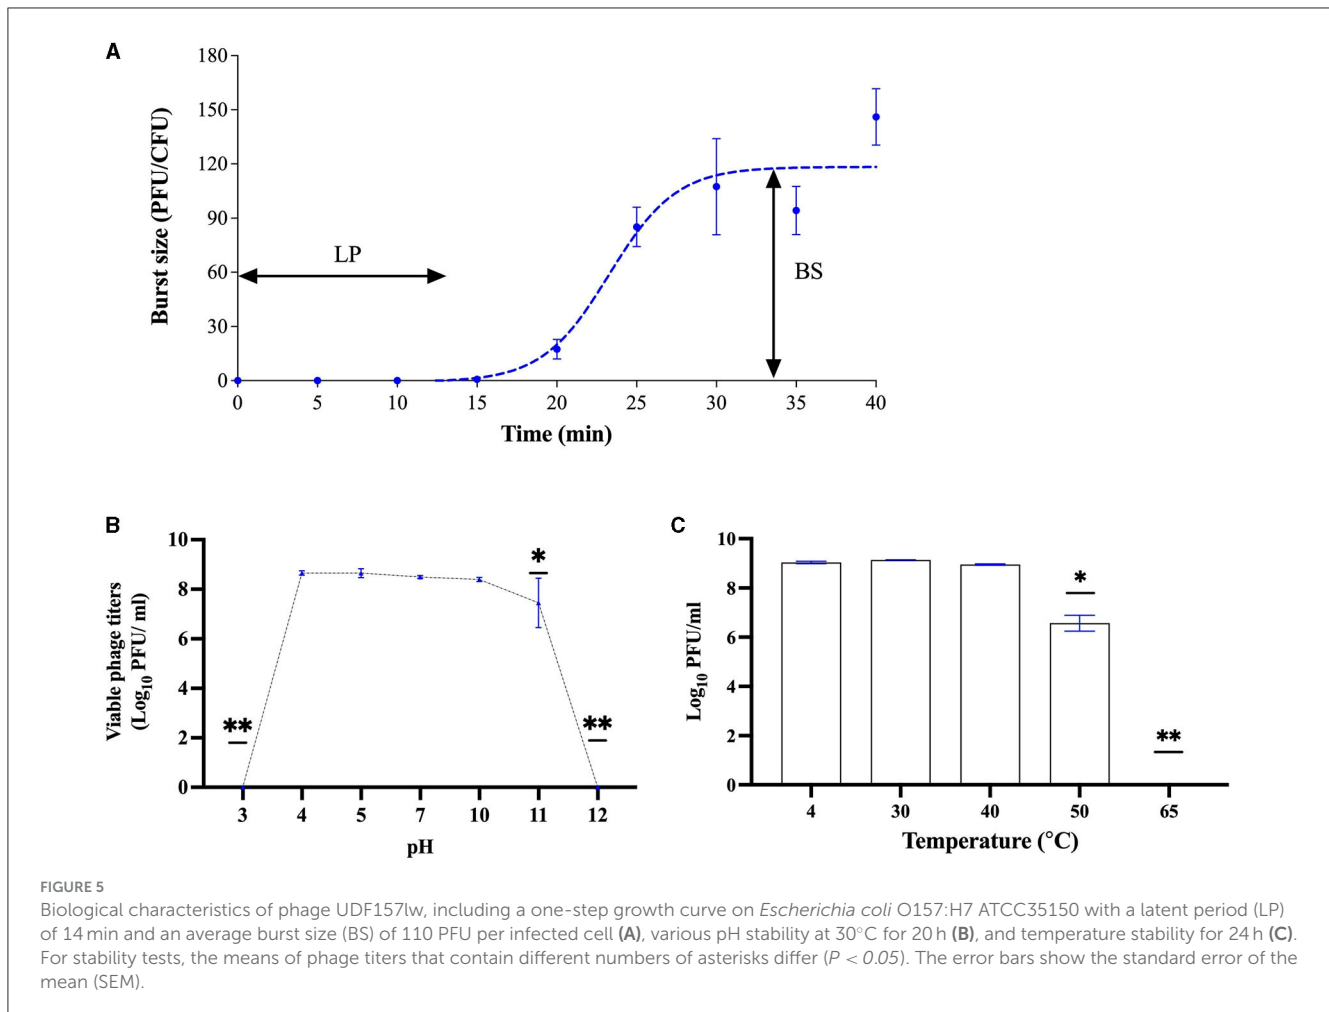 A
180
150
120
90
60
30
0
Burst size (PFU/CFU)
LP
BS
0 5 10 15 20 25 30 35 40
Time (min)
B
10
8
6
4
2
0
Viable phage titers
(Log10 PFU/ ml)
**
*
**
3 4 5 7 10 11 12
pH
C
10
8
6
4
2
0
Log10 PFU/ml
*
**
4 30 40 50 65
Temperature (°C)
FIGURE 5
Biological characteristics of phage UDF157lw, including a one-step growth curve on Escherichia coli O157:H7 ATCC35150 with a latent period (LP)
of 14 min and an average burst size (BS) of 110 PFU per infected cell (A), various pH stability at 30°C for 20 h (B), and temperature stability for 24 h (C).
For stability tests, the means of phage titers that contain different numbers of asterisks differ (P < 0.05). The error bars show the standard error of the
mean (SEM).